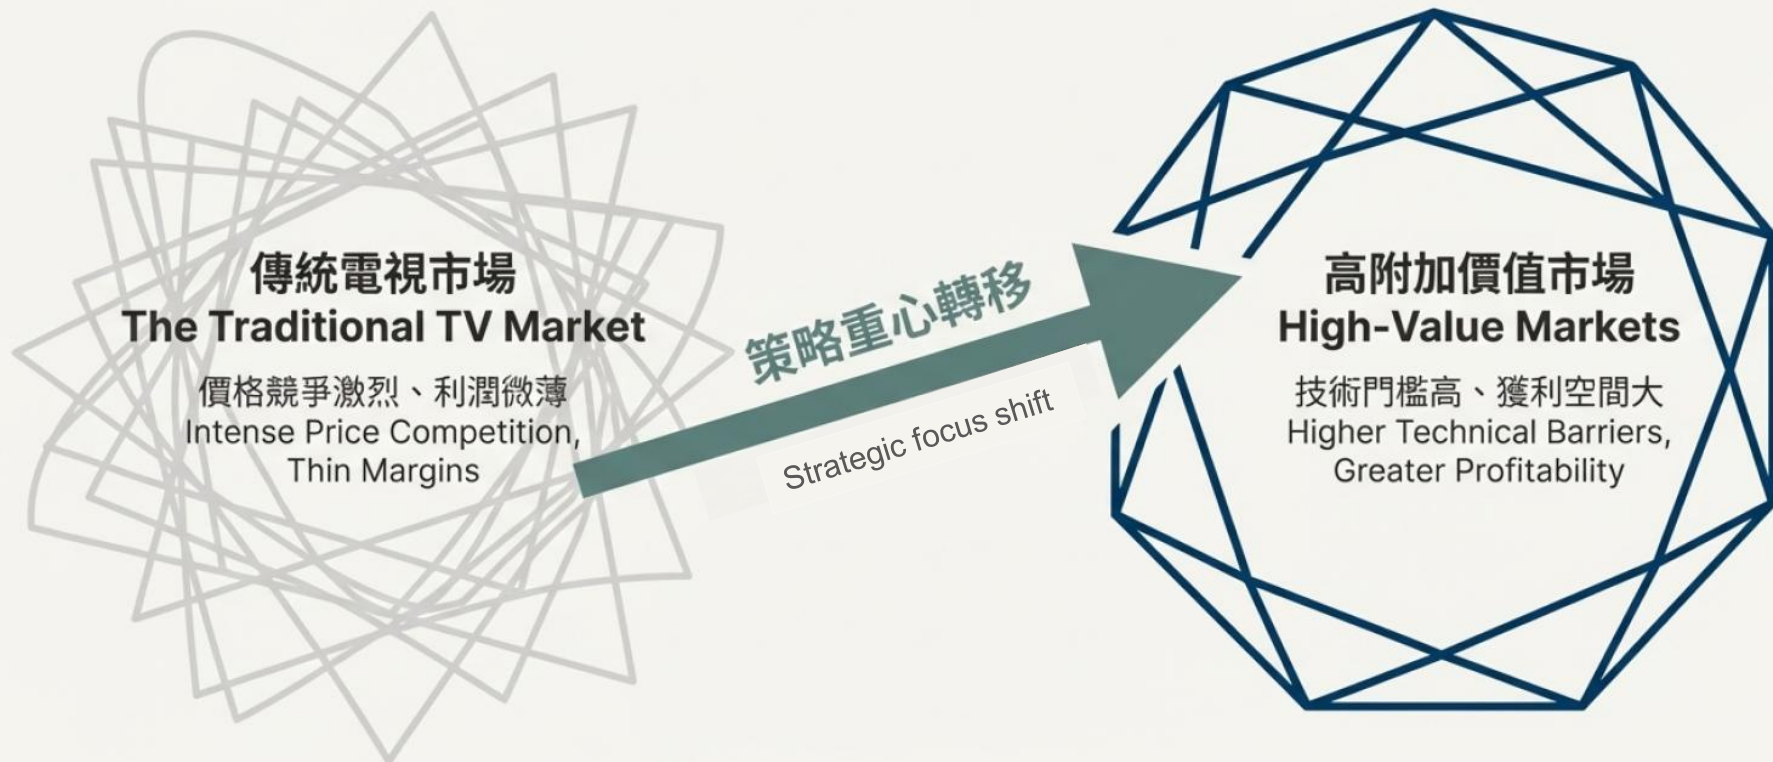 傳統電視市場
The Traditional TV Market
價格競爭激烈、利潤微薄
Intense Price Competition,
Thin Margins
策略重心轉移
Strategic focus shift
高附加價值市場
High-Value Markets
技術門檻高、獲利空間大
Higher Technical Barriers,
Greater Profitability